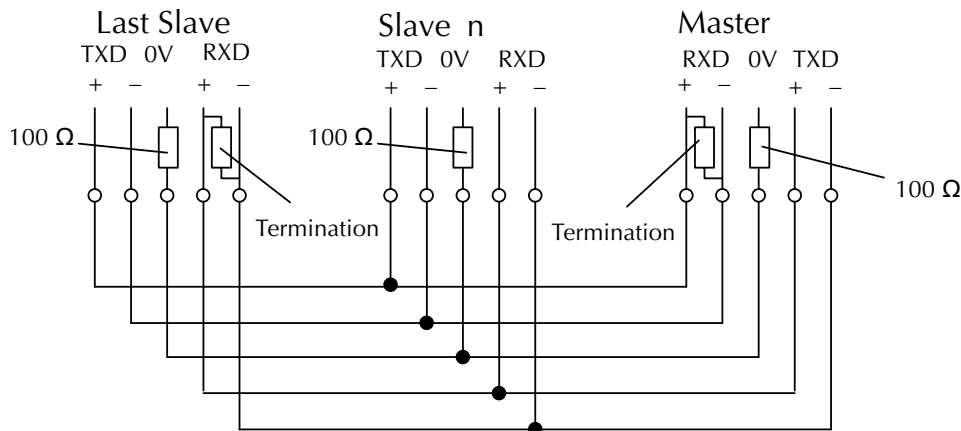 Last Slave Slave n Master
TXD 0V RXD TXD 0V RXD RXD 0V TXD
+ − + − + − + − + − + −
100 Ω 100 Ω
100 Ω
Termination Termination